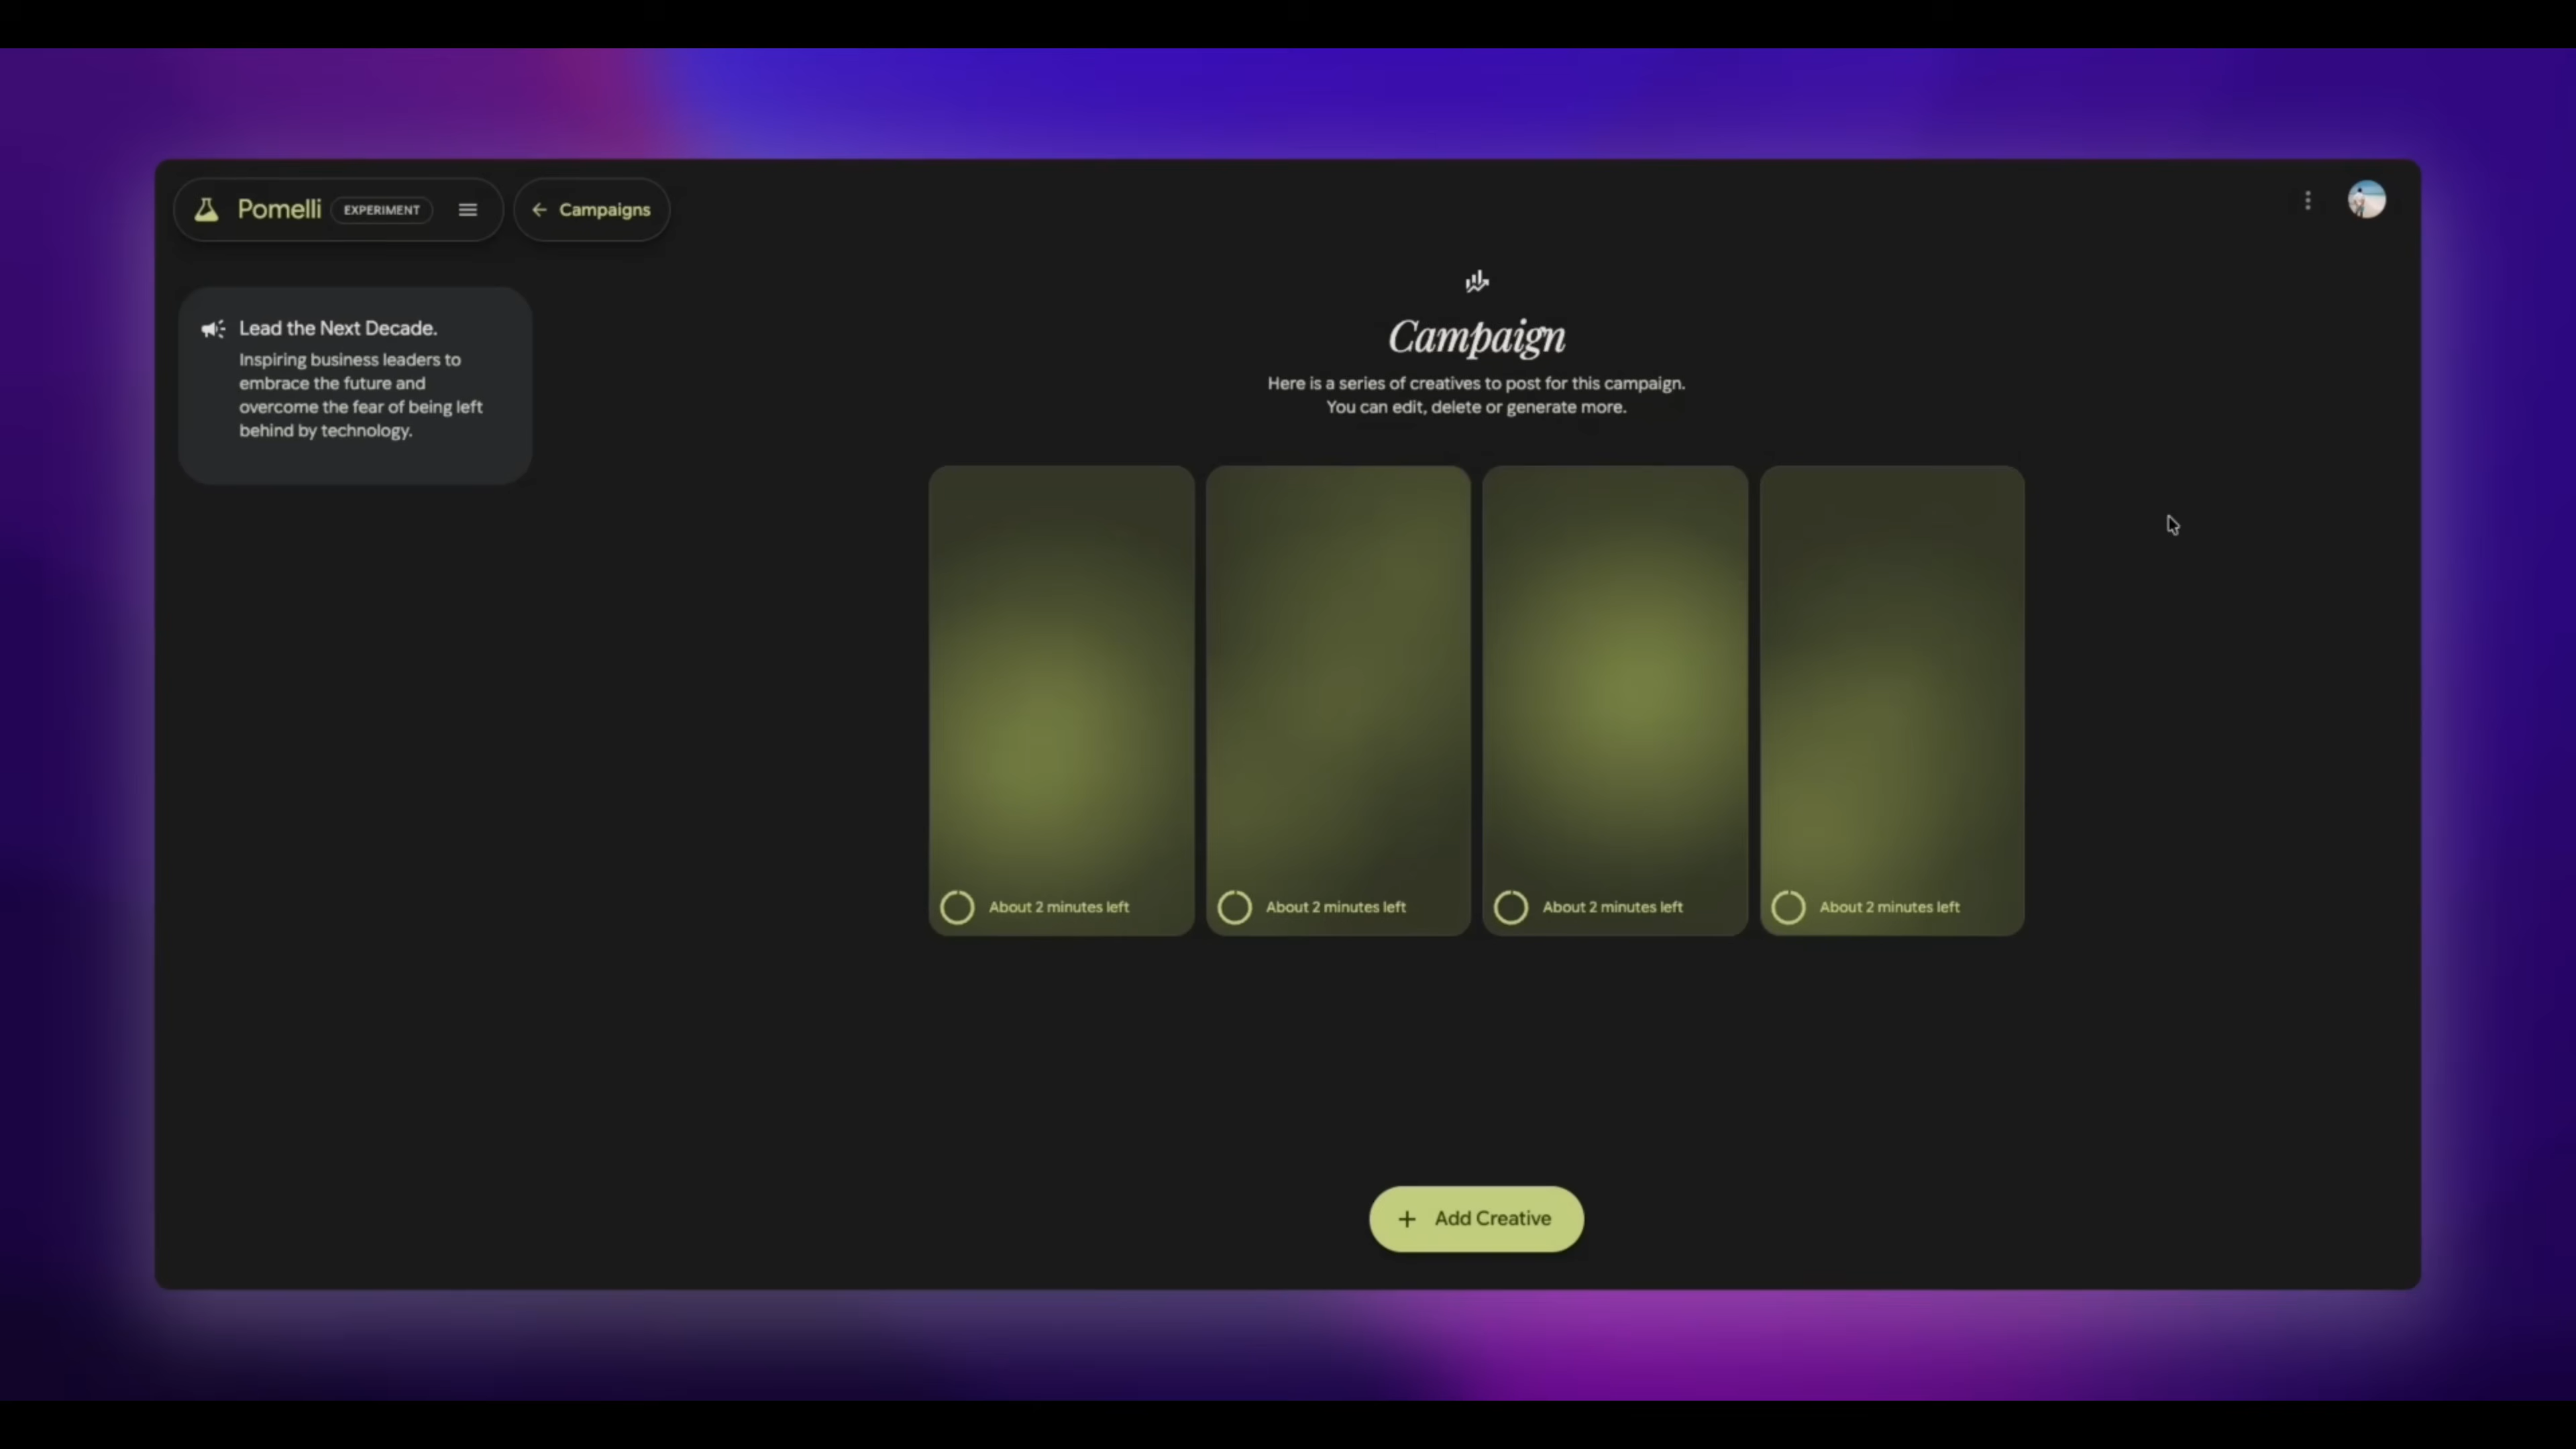 Pomelli EXPERIMENT
Campaigns
Lead the Next Decade.
Inspiring business leaders to
embrace the future and
overcome the fear of being left
behind by technology.
Campaign
Here is a series of creatives to post for this campaign.
You can edit, delete or generate more.
About 2 minutes left
About 2 minutes left
About 2 minutes left
About 2 minutes left
Add Creative